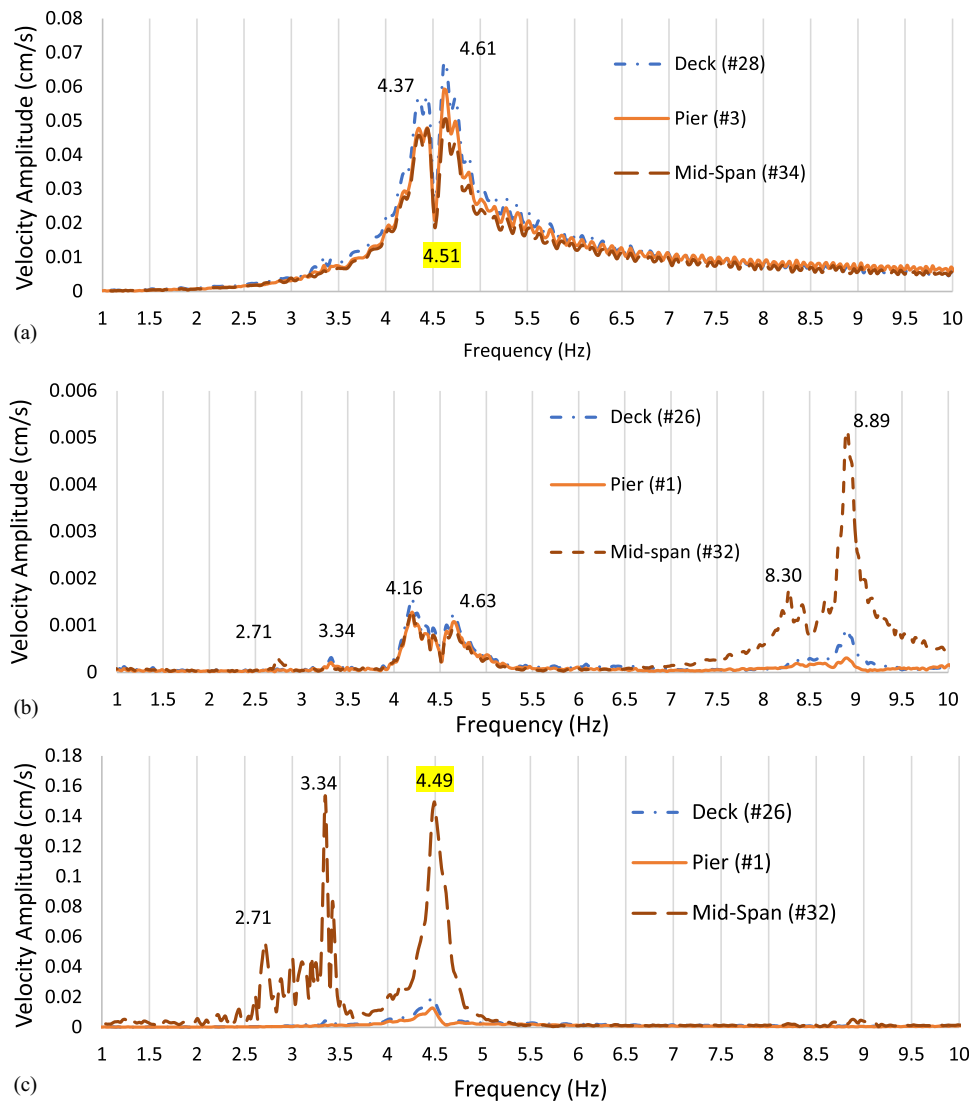 0.08
0.07
0.06
0.05
0.04
0.03
0.02
0.01
0
Velocity Amplitude (cm/s)
4.37
4.61
4.51
Deck (#28)
Pier (#3)
Mid-Span (#34)
1 1.5 2 2.5 3 3.5 4 4.5 5 5.5 6 6.5 7 7.5 8 8.5 9 9.5 10
(a)
Frequency (Hz)
0.006
0.005
0.004
0.003
0.002
0.001
0
Velocity Amplitude (cm/s)
2.71
3.34
4.16
4.63
8.30
8.89
Deck (#26)
Pier (#1)
Mid-span (#32)
1 1.5 2 2.5 3 3.5 4 4.5 5 5.5 6 6.5 7 7.5 8 8.5 9 9.5 10
(b)
Frequency (Hz)
0.18
0.16
0.14
0.12
0.1
0.08
0.06
0.04
0.02
0
Velocity Amplitude (cm/s)
2.71
3.34
4.49
Deck (#26)
Pier (#1)
Mid-Span (#32)
1 1.5 2 2.5 3 3.5 4 4.5 5 5.5 6 6.5 7 7.5 8 8.5 9 9.5 10
(c)
Frequency (Hz)